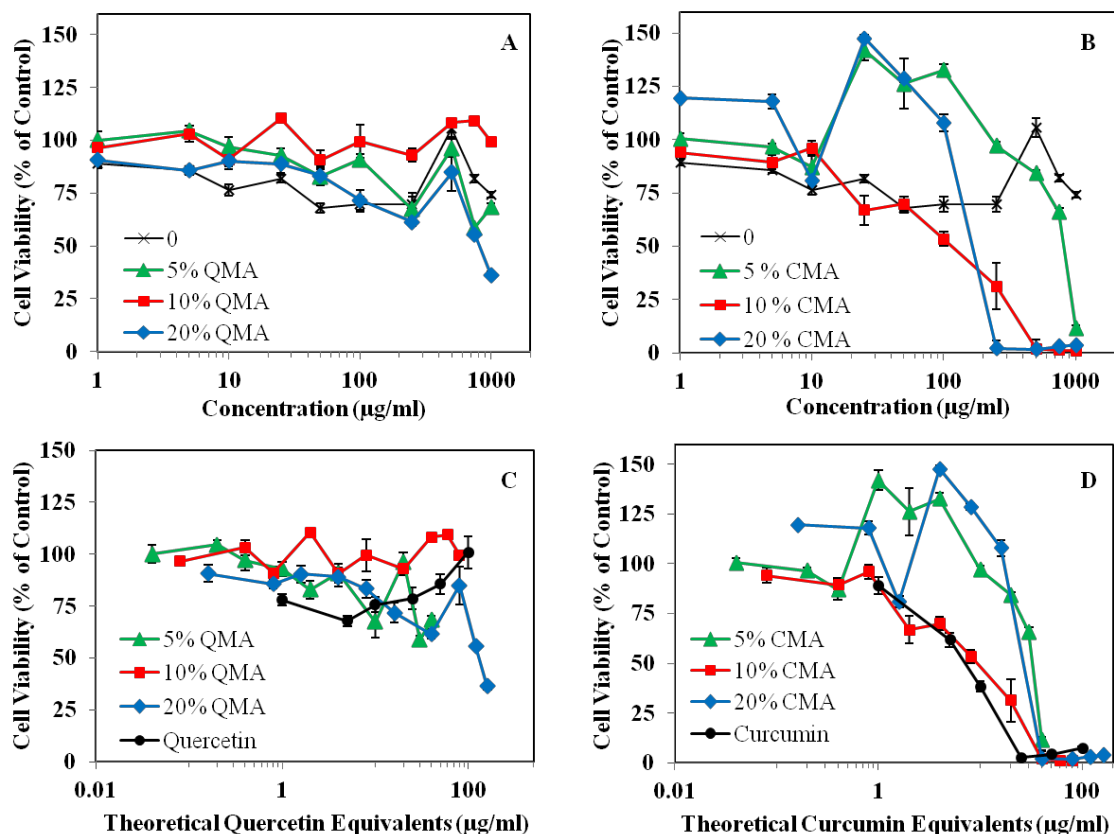 A
Cell Viability (% of Control)
150
125
100
75
50
25
0
0
5% QMA
10% QMA
20% QMA
1
10
100
1000
Concentration (µg/ml)
B
Cell Viability (% of Control)
150
125
100
75
50
25
0
0
5 % CMA
10 % CMA
20 % CMA
1
10
100
1000
Concentration (µg/ml)
C
Cell Viability (% of Control)
150
125
100
75
50
25
0
5% QMA
10% QMA
20% QMA
Quercetin
0.01
1
100
Theoretical Quercetin Equivalents (µg/ml)
D
Cell Viability (% of Control)
150
125
100
75
50
25
0
5% CMA
10% CMA
20% CMA
Curcumin
0.01
1
100
Theoretical Curcumin Equivalents (µg/ml)